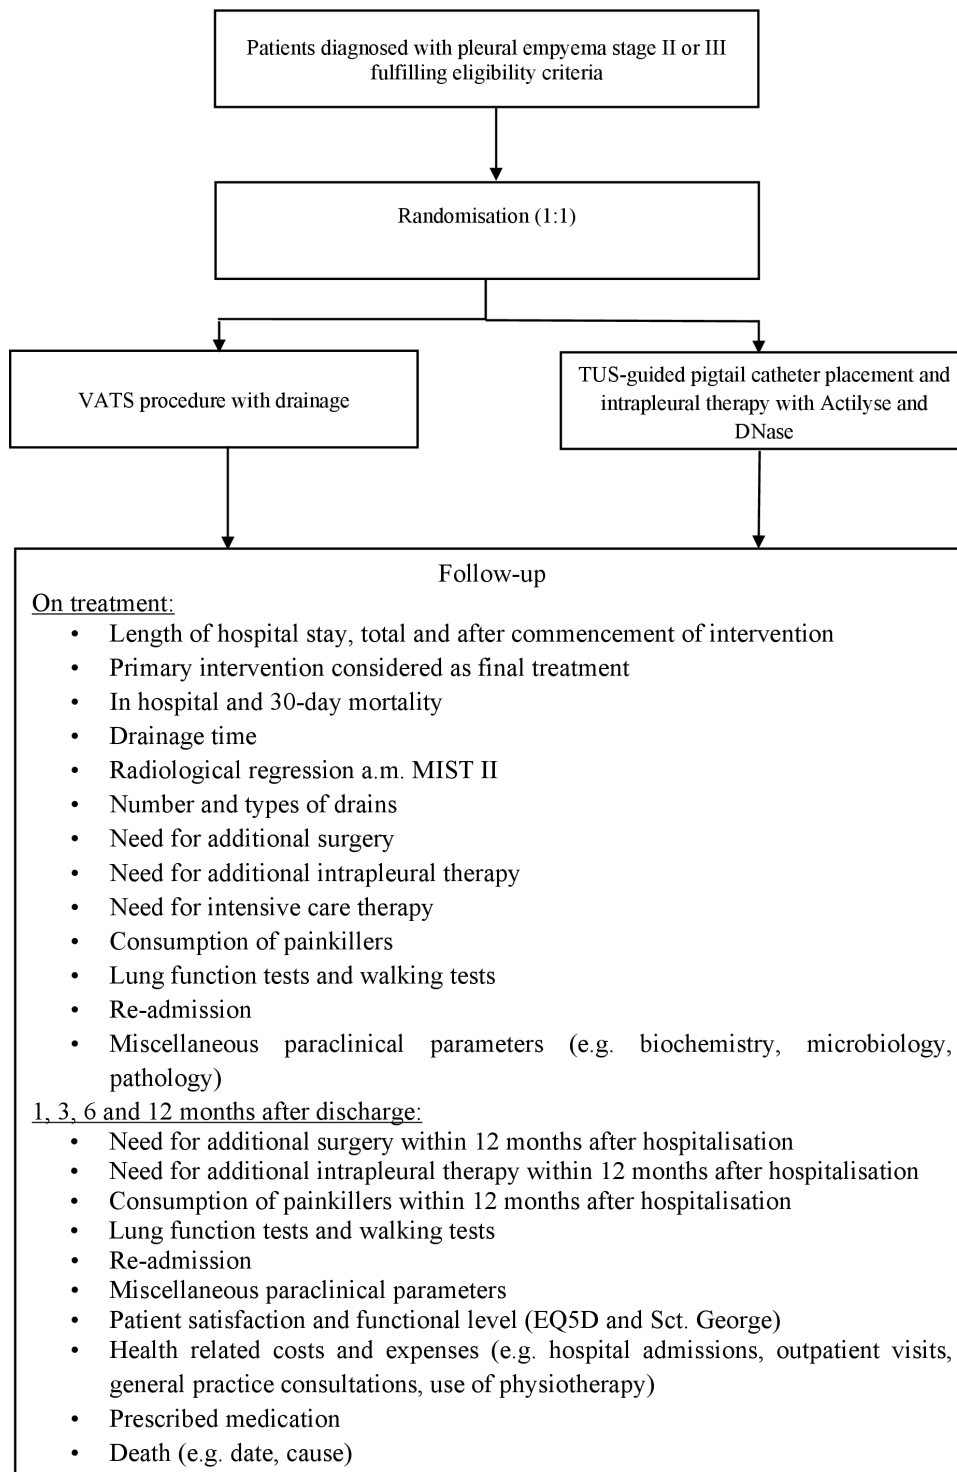 Patients diagnosed with pleural empyema stage II or III
fulfilling eligibility criteria
Randomisation (1:1)
VATS procedure with drainage
TUS-guided pigtail catheter placement and
intrapleural therapy with Actilyse and
DNase
Follow-up
On treatment:
• Length of hospital stay, total and after commencement of intervention
• Primary intervention considered as final treatment
• In hospital and 30-day mortality
• Drainage time
• Radiological regression a.m. MIST II
• Number and types of drains
• Need for additional surgery
• Need for additional intrapleural therapy
• Need for intensive care therapy
• Consumption of painkillers
• Lung function tests and walking tests
• Re-admission
• Miscellaneous paraclinical parameters (e.g. biochemistry, microbiology,
pathology)
1, 3, 6 and 12 months after discharge:
• Need for additional surgery within 12 months after hospitalisation
• Need for additional intrapleural therapy within 12 months after hospitalisation
• Consumption of painkillers within 12 months after hospitalisation
• Lung function tests and walking tests
• Re-admission
• Miscellaneous paraclinical parameters
• Patient satisfaction and functional level (EQ5D and Sct. George)
• Health related costs and expenses (e.g. hospital admissions, outpatient visits,
general practice consultations, use of physiotherapy)
• Prescribed medication
• Death (e.g. date, cause)